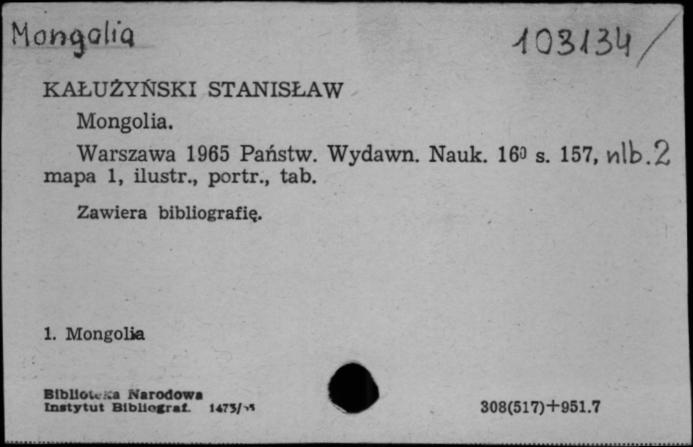 Mongolia 103134/
KAŁUŻYŃSKI STANISŁAW
Mongolia.
Warszawa 1965 Państw. Wydawn. Nauk. 16⁰ s. 157, nlb. 2
mapa 1, ilustr., portr., tab.
Zawiera bibliografię.
1. Mongolia
Biblioteka Narodowa
Instytut Bibliograf.
308(517)+951.7